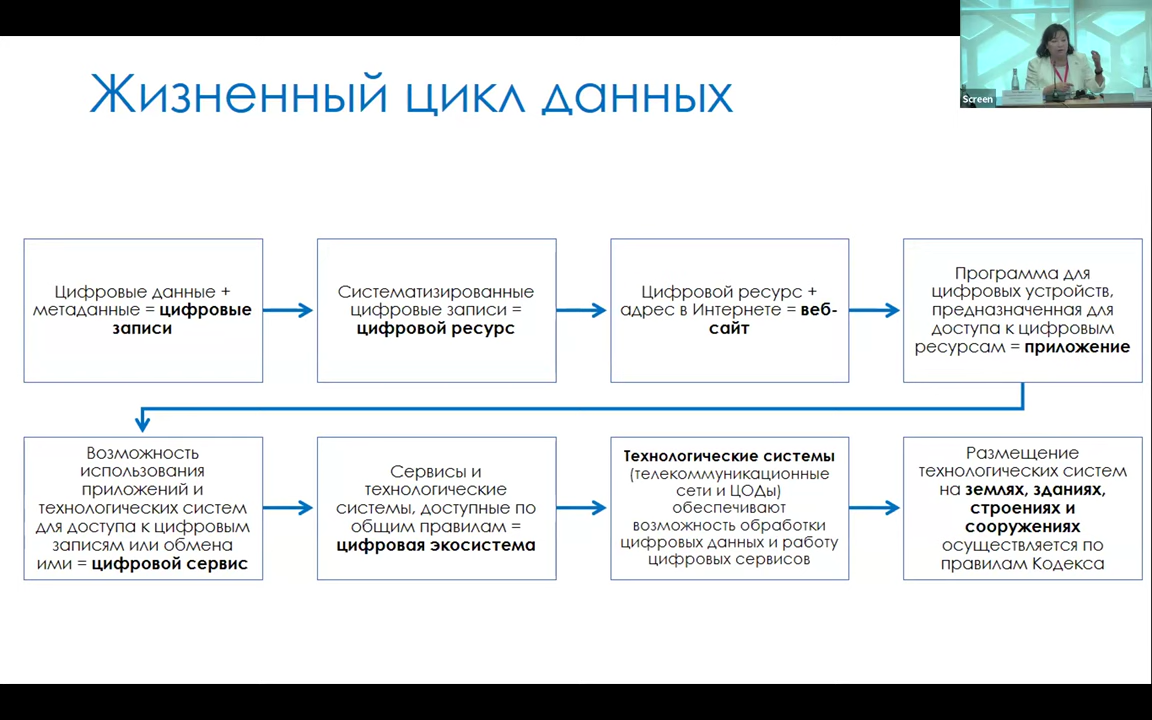 Жизненный цикл данных
Screen
Цифровые данные +
метаданные = цифровые
записи
Систематизированные
цифровые записи =
цифровой ресурс
Цифровой ресурс +
адрес в Интернете = веб-
сайт
Программа для
цифровых устройств,
предназначенная для
доступа к цифровым
ресурсам = приложение
Возможность
использования
приложений и
технологических систем
для доступа к цифровым
записям или обмена
ими = цифровой сервис
Сервисы и
технологические
системы, доступные по
общим правилам =
цифровая экосистема
Технологические системы
(телекоммуникационные
сети и ЦОДы)
обеспечивают
возможность обработки
цифровых данных и работу
цифровых сервисов
Размещение
технологических систем
на землях, зданиях,
строениях и
сооружениях
осуществляется по
правилам Кодекса